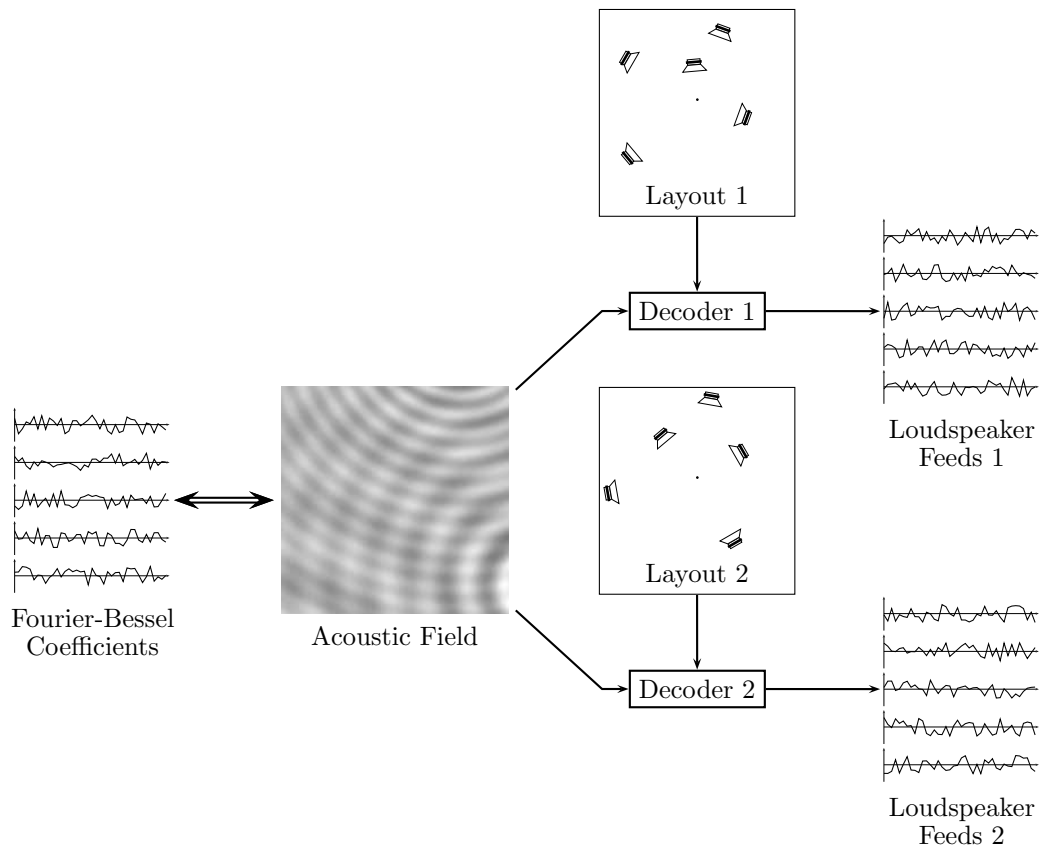 Layout 1
Decoder 1
Loudspeaker
Feeds 1
Fourier-Bessel
Coefficients
Acoustic Field
Layout 2
Decoder 2
Loudspeaker
Feeds 2